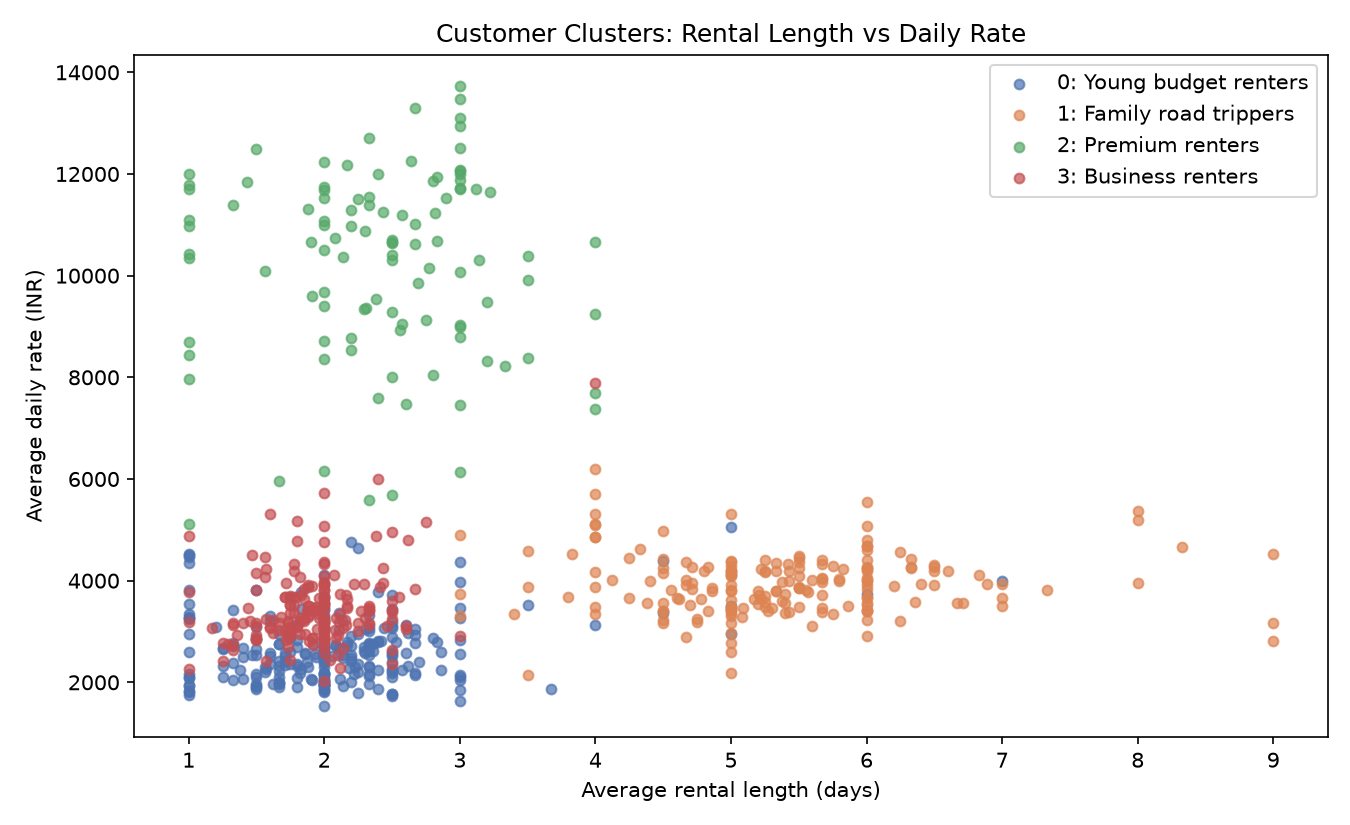 Customer Clusters: Rental Length vs Daily Rate
0: Young budget renters
1: Family road trippers
2: Premium renters
3: Business renters
Average daily rate (INR)
14000
12000
10000
8000
6000
4000
2000
1 2 3 4 5 6 7 8 9
Average rental length (days)